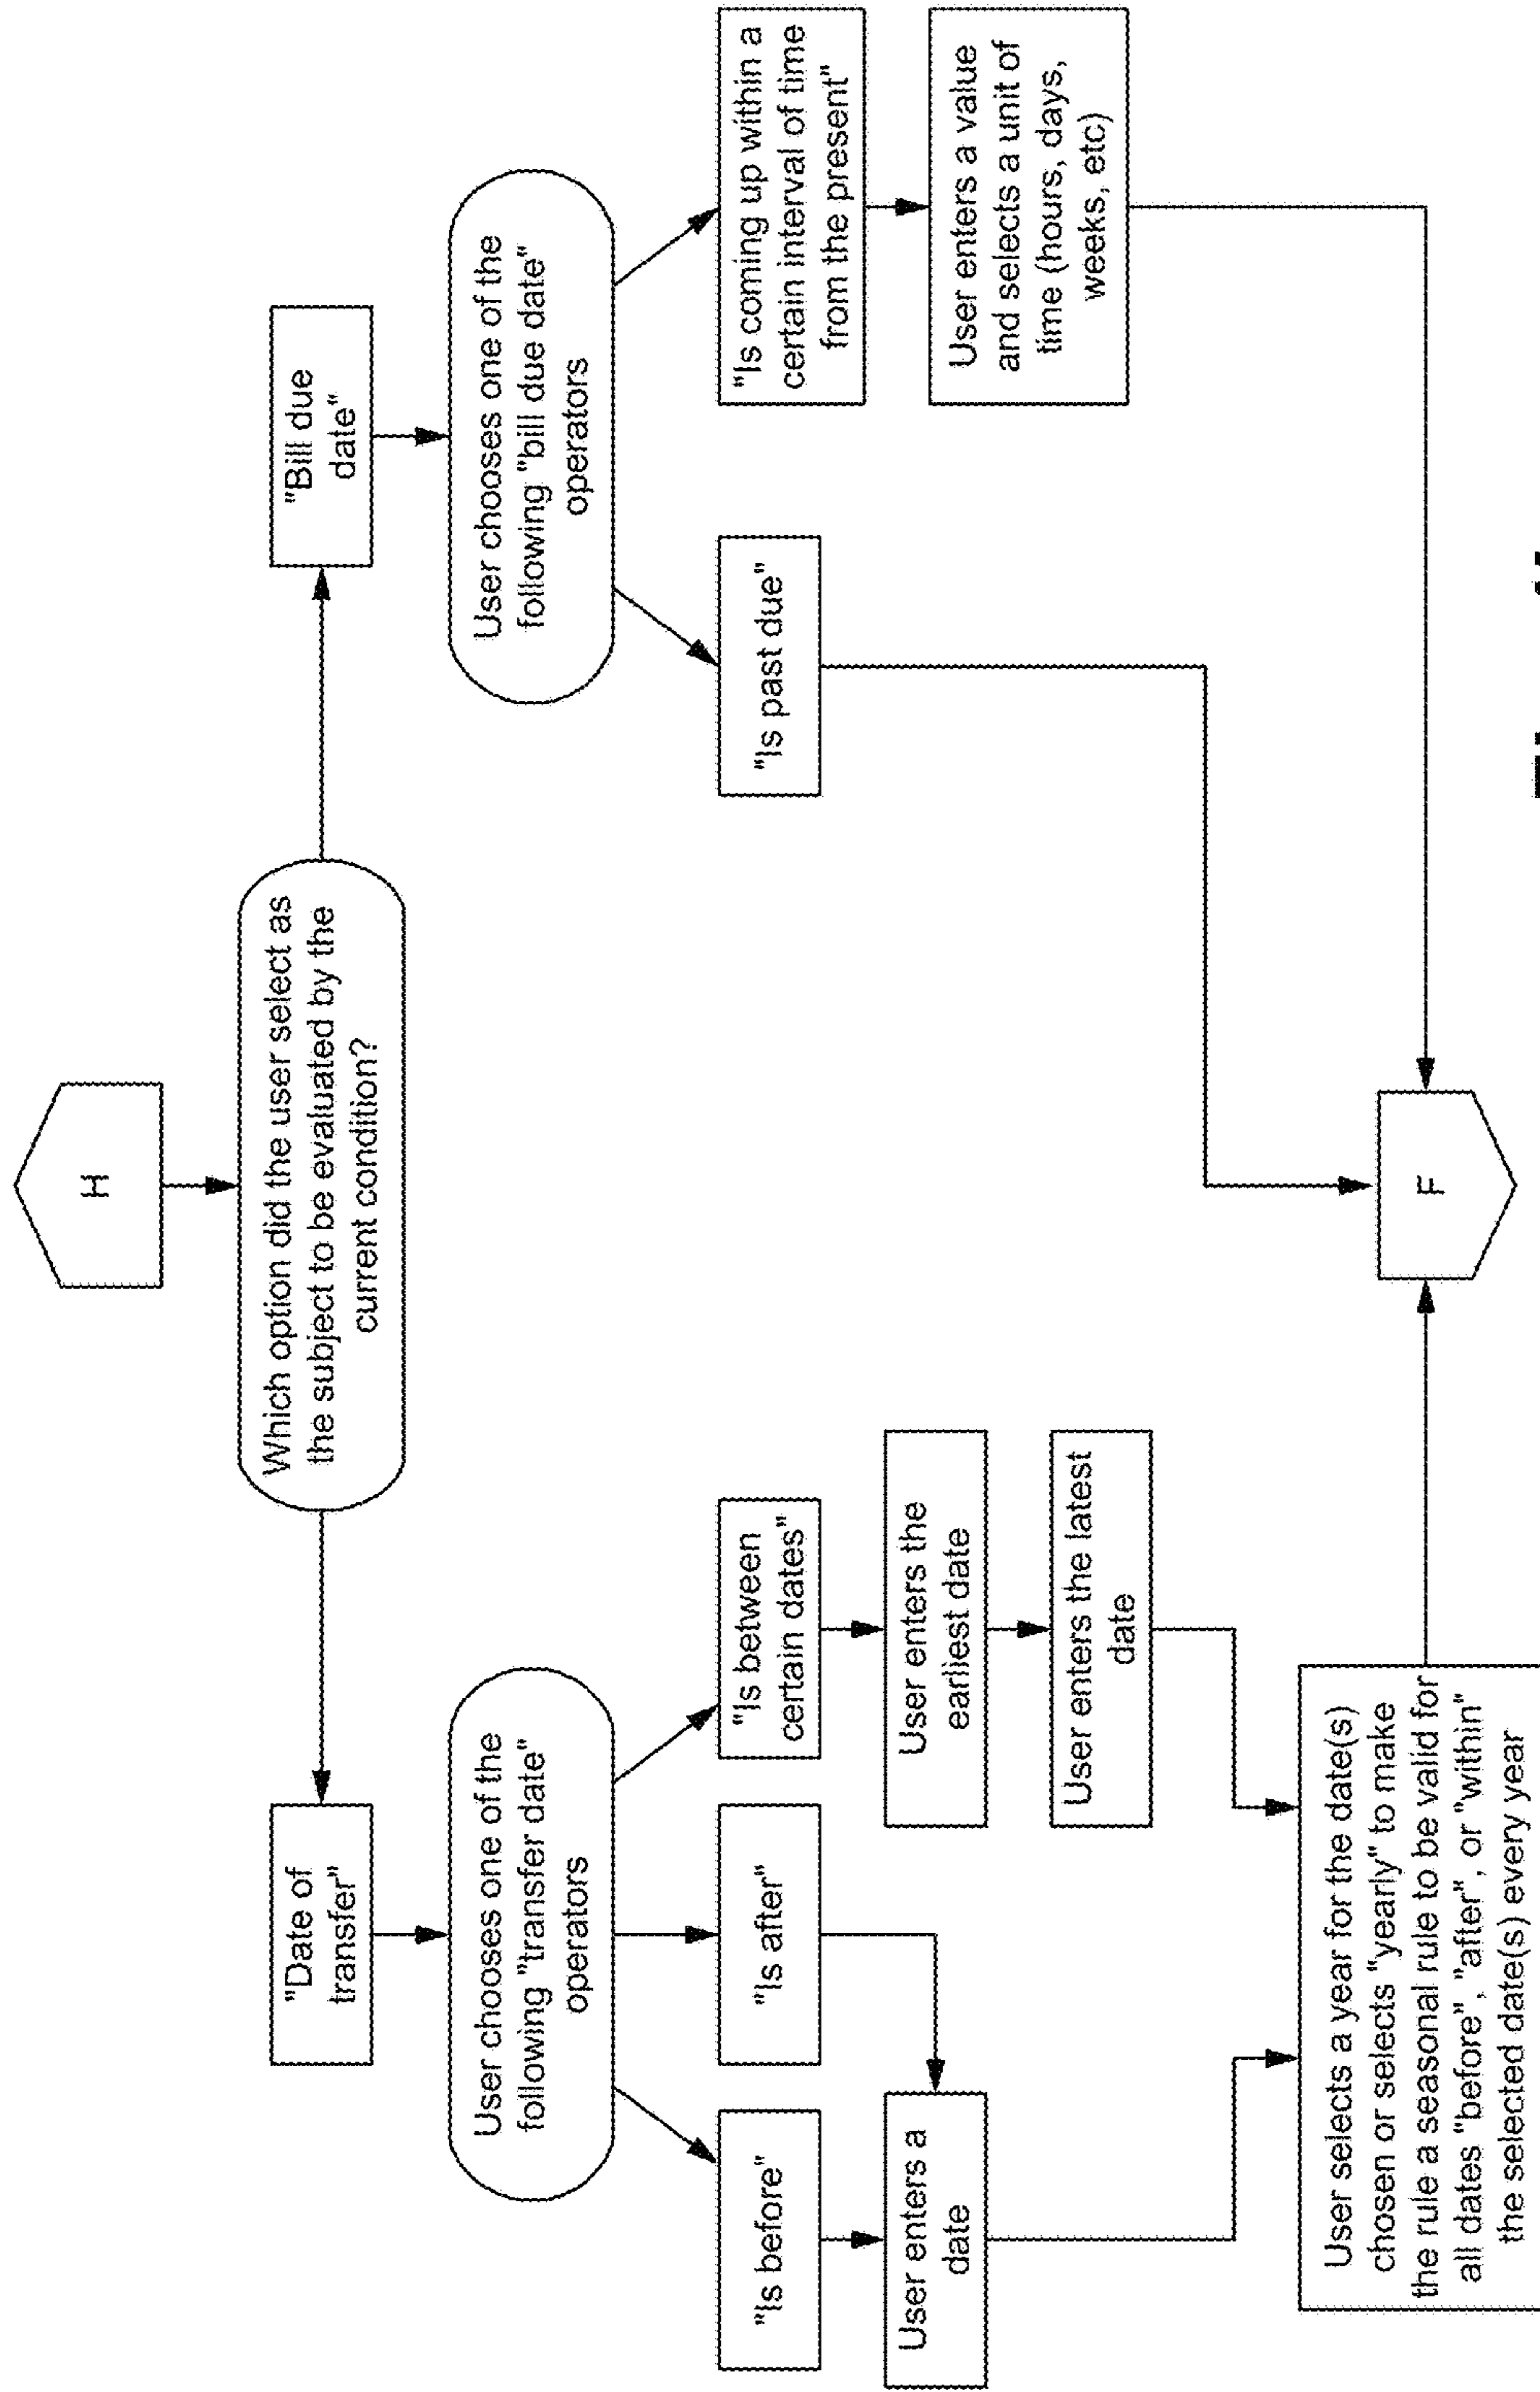 H
Which option did the user select as
the subject to be evaluated by the
current condition?
"Date of
transfer"
"Bill due
date"
User chooses one of the
following "transfer date"
operators
User chooses one of the
following "bill due date"
operators
"Is before"
"Is after"
"Is between
certain dates"
"Is past due"
"Is coming up within a
certain interval of time
from the present"
User enters a
date
User enters the
earliest date
User enters a value
and selects a unit of
time (hours, days,
weeks, etc)
User enters the latest
date
User selects a year for the date(s)
chosen or selects "yearly" to make
the rule a seasonal rule to be valid for
all dates "before", "after", or "within"
the selected date(s) every year
F